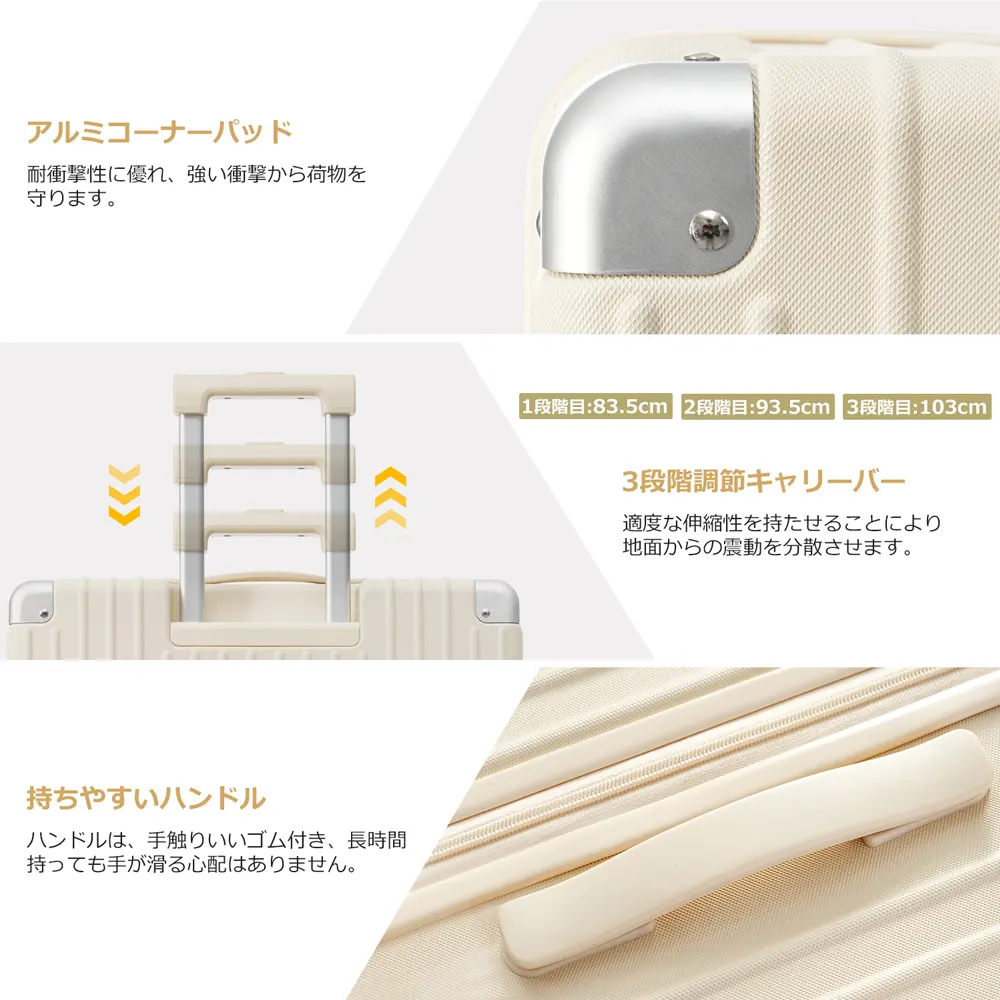 アルミコーナーパッド
耐衝撃性に優れ、強い衝撃から荷物を
守ります。
1段階目:83.5cm 2段階目:93.5cm 3段階目:103cm
3段階調節キャリーバー
適度な伸縮性を持たせることにより
地面からの震動を分散させます。
持ちやすいハンドル
ハンドルは、手触りいいゴム付き、長時間
持っても手が滑る心配はありません。